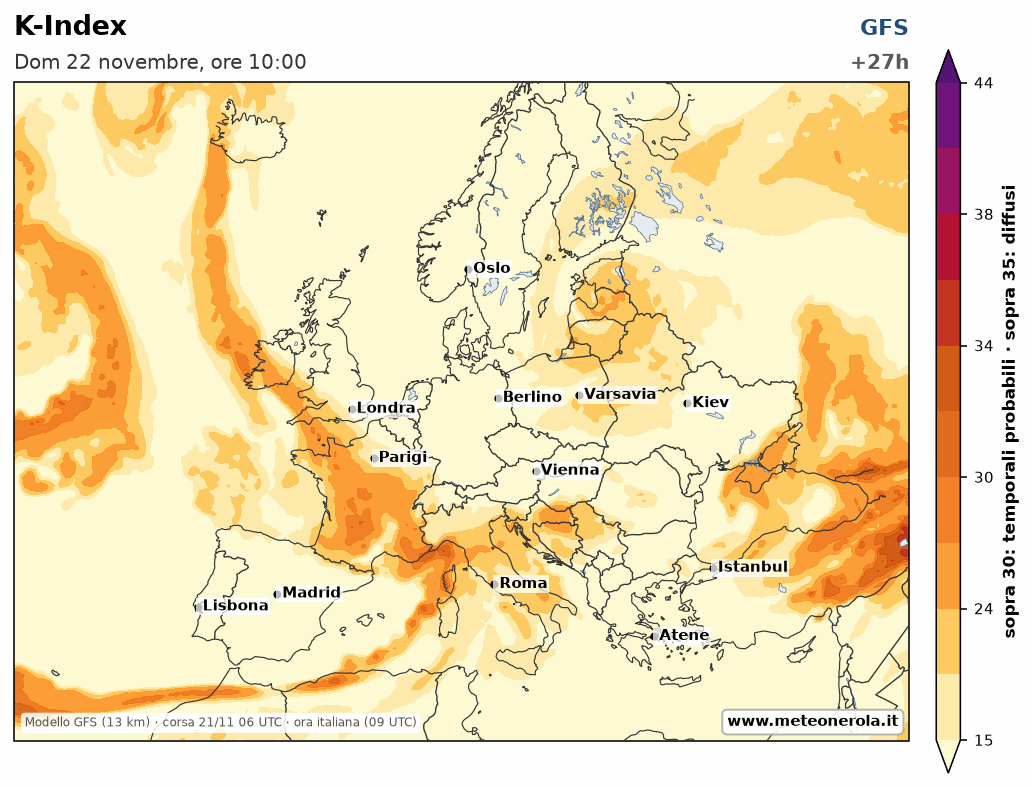 K-Index
GFS
Dom 22 novembre, ore 10:00
+27h
44
38
34
30
24
15
sopra 30: temporali probabili · sopra 35: diffusi
Oslo
Berlino
Varsavia
Kiev
Londra
Parigi
Vienna
Istanbul
Roma
Madrid
Lisbona
Atene
Modello GFS (13 km) · corsa 21/11 06 UTC · ora italiana (09 UTC)
www.meteonerola.it